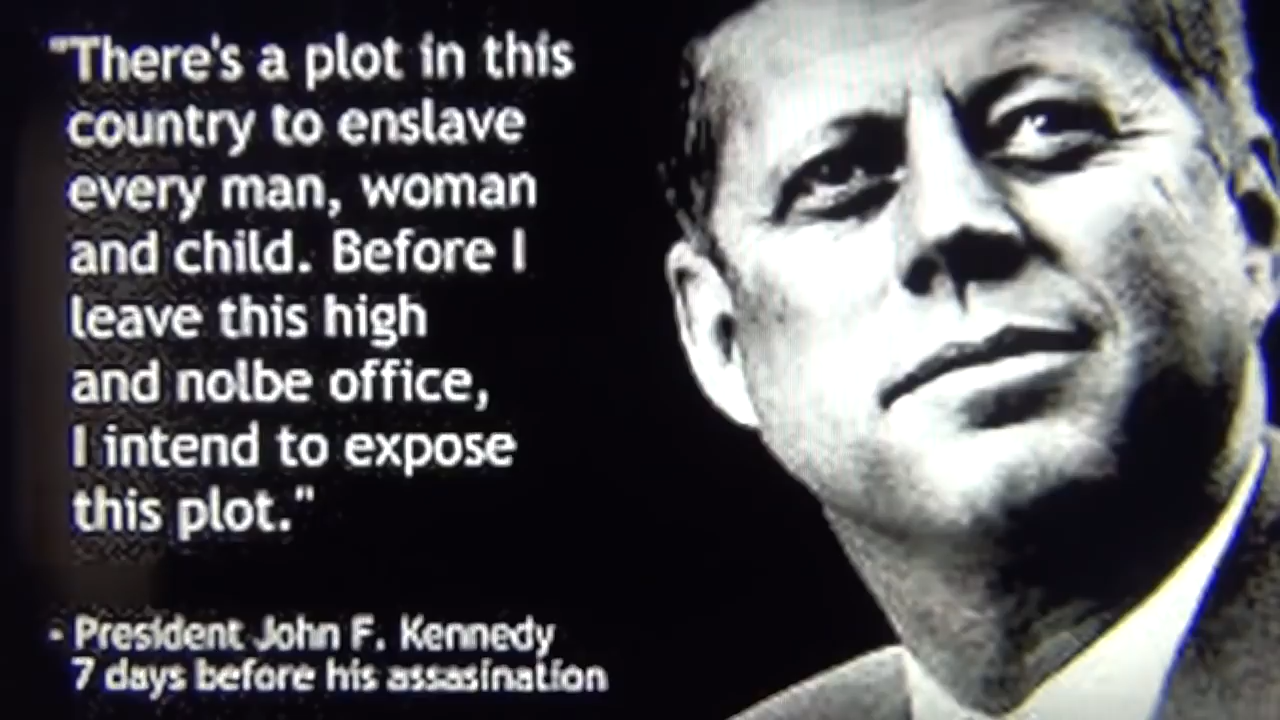 "There's a plot in this
country to enslave
every man, woman
and child. Before I
leave this high
and nolbe office,
I intend to expose
this plot."
- President John F. Kennedy
7 days before his assasination